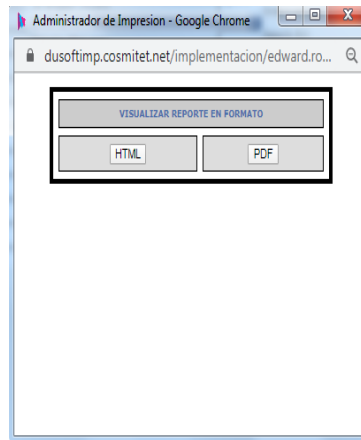 Administrador de Impresion - Google Chrome
dusoftimp.cosmitet.net/implementacion/edward.ro...
VISUALIZAR REPORTE EN FORMATO
HTML
PDF